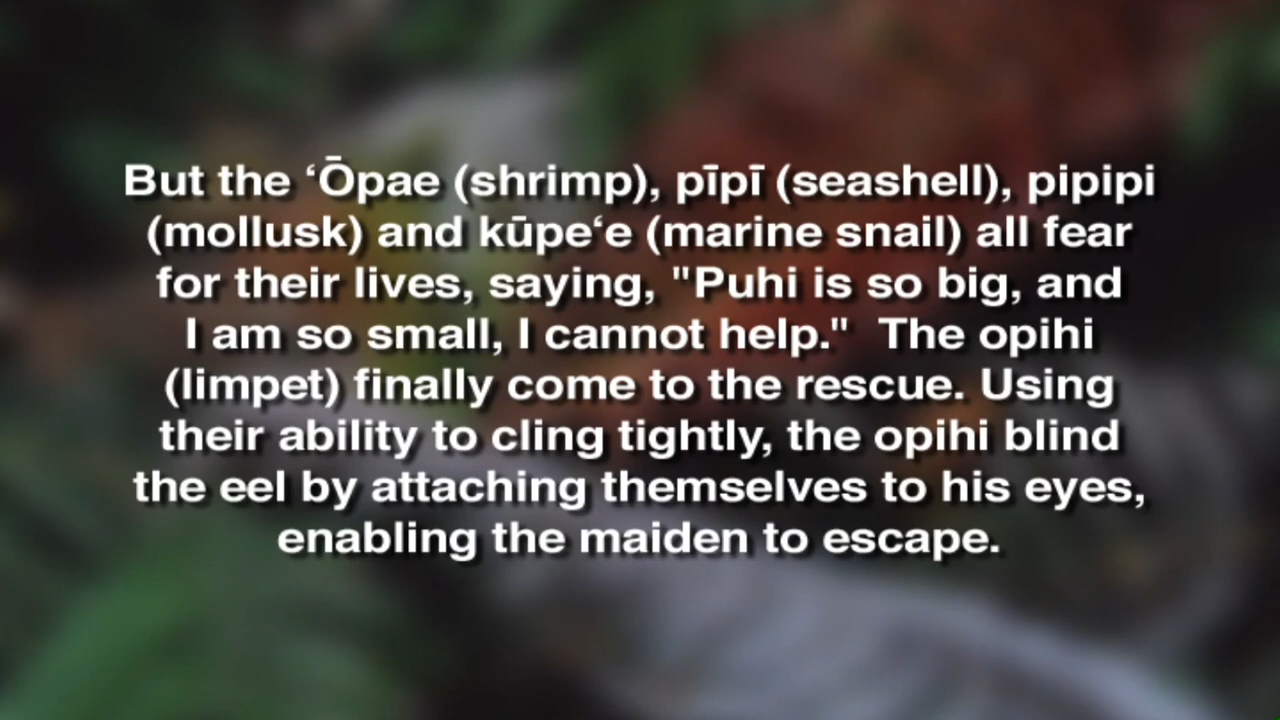 But the ʻŌpae (shrimp), pīpī (seashell), pipipi
(mollusk) and kūpeʻe (marine snail) all fear
for their lives, saying, "Puhi is so big, and
I am so small, I cannot help."  The opihi
(limpet) finally come to the rescue. Using
their ability to cling tightly, the opihi blind
the eel by attaching themselves to his eyes,
enabling the maiden to escape.